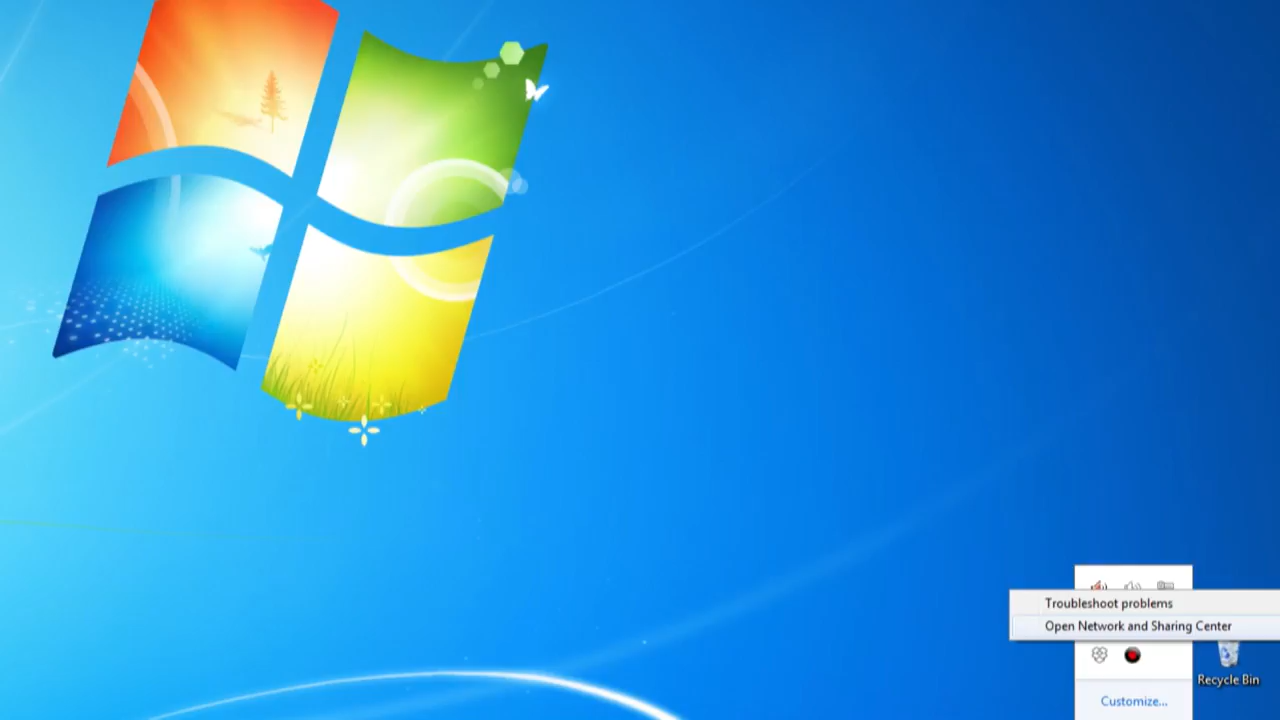 Troubleshoot problems
Open Network and Sharing Center
Recycle Bin
Customize...